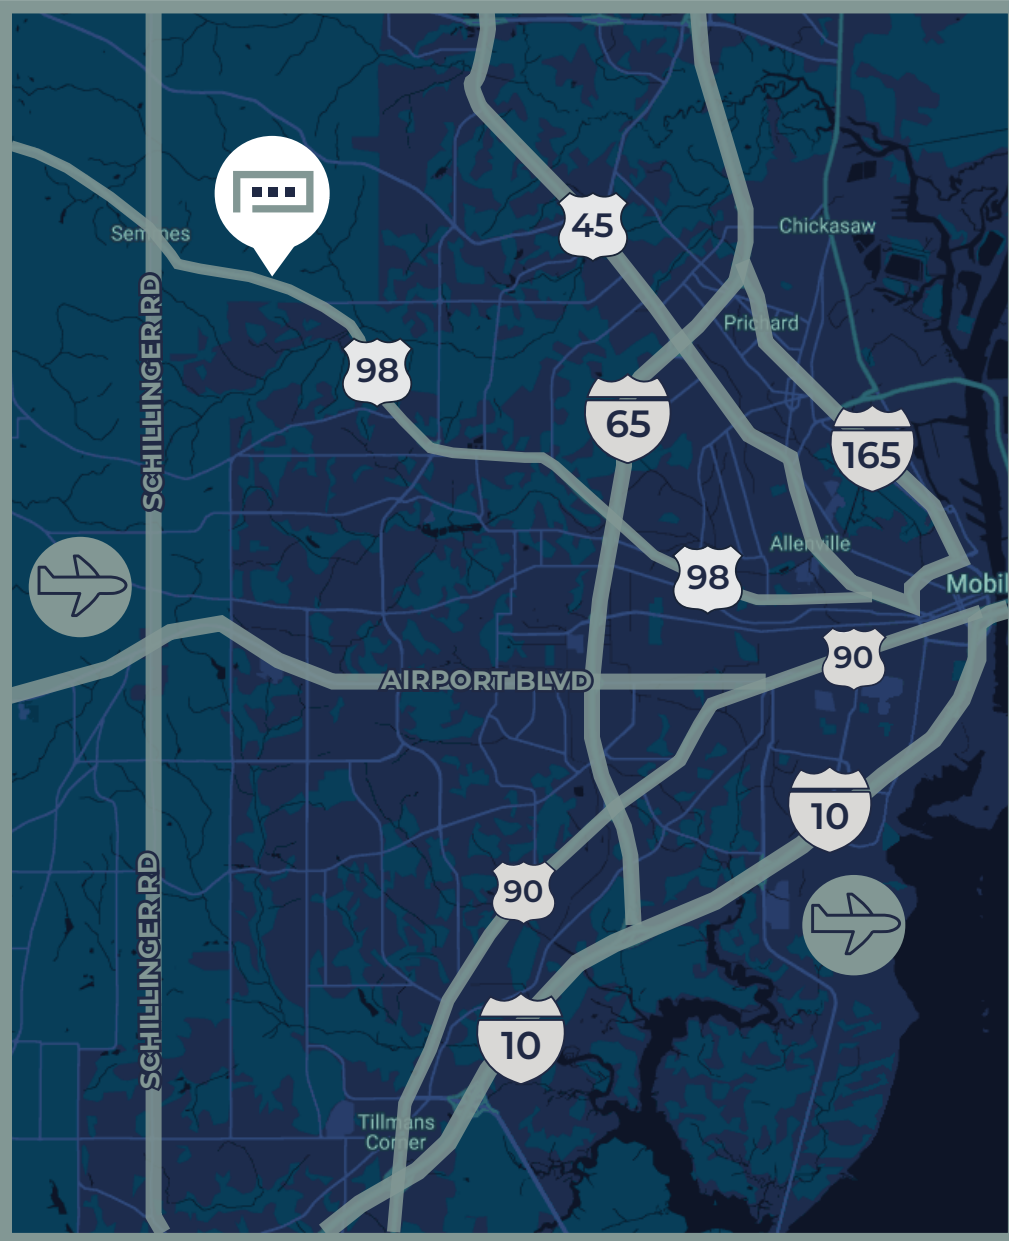 45
Chickasaw
Semmes
SCHILLINGER RD
Prichard
98
65
165
Allenville
98
Mobil
90
AIRPORT BLVD
10
90
SCHILLINGER RD
10
Tillmans
Corner